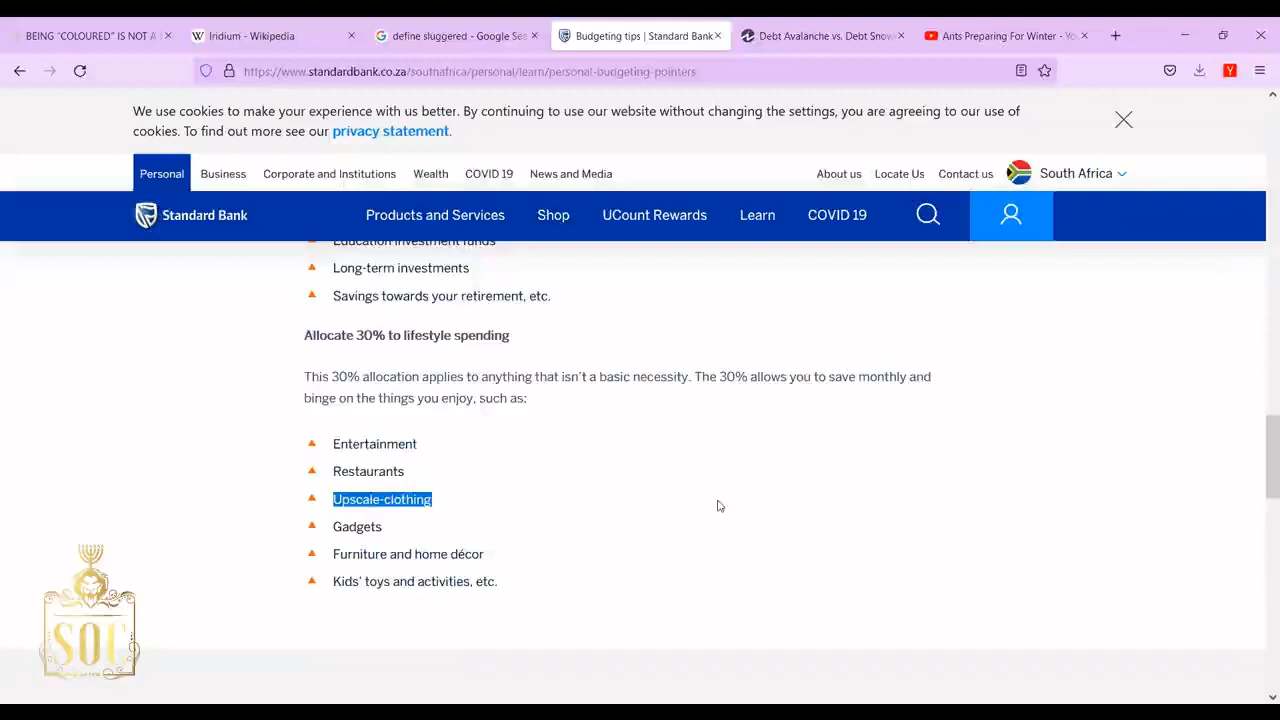 BEING "COLOURED" IS NOT A
Iridium - Wikipedia
define sluggered - Google Sea
Budgeting tips | Standard Bank
Debt Avalanche vs. Debt Snow
Ants Preparing For Winter - Yo
https://www.standardbank.co.za/southafrica/personal/learn/personal-budgeting-pointers
Y
We use cookies to make your experience with us better. By continuing to use our website without changing the settings, you are agreeing to our use of
cookies. To find out more see our privacy statement.
Personal Business Corporate and Institutions Wealth COVID 19 News and Media About us Locate Us Contact us South Africa
Standard Bank Products and Services Shop UCount Rewards Learn COVID 19
Education investment funds
Long-term investments
Savings towards your retirement, etc.
Allocate 30% to lifestyle spending
This 30% allocation applies to anything that isn't a basic necessity. The 30% allows you to save monthly and
binge on the things you enjoy, such as:
Entertainment
Restaurants
Upscale-clothing
Gadgets
Furniture and home décor
Kids' toys and activities, etc.
SOC